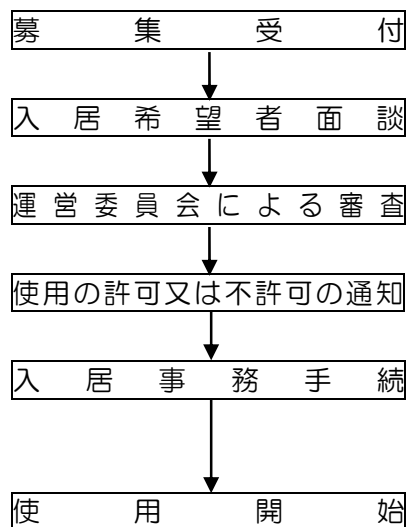 募集受付
入居希望者面談
運営委員会による審査
使用の許可又は不許可の通知
入居事務手続
使用開始